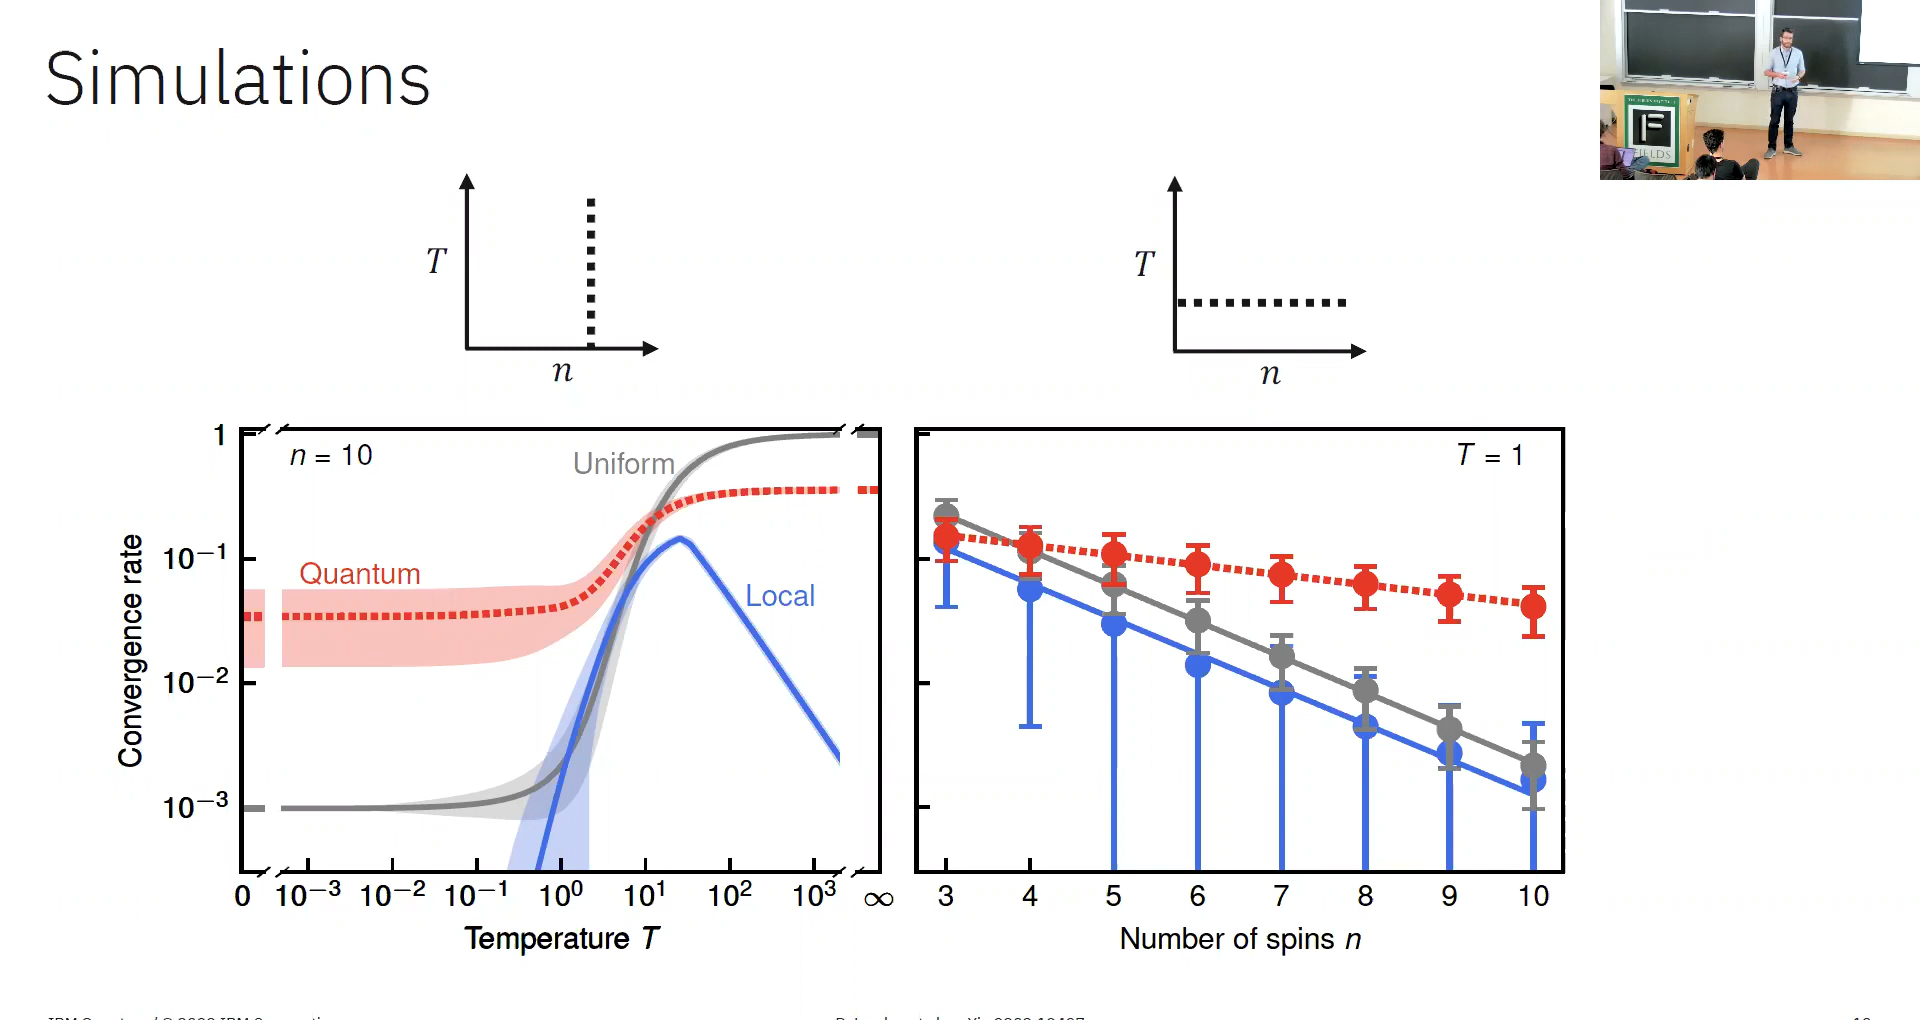 Simulations
T
n
T
n
n = 10
Uniform
Quantum
Local
Convergence rate
1
10⁻¹
10⁻²
10⁻³
0 10⁻³ 10⁻² 10⁻¹ 10⁰ 10¹ 10² 10³ ∞
Temperature T
T = 1
3 4 5 6 7 8 9 10
Number of spins n
FIELDS